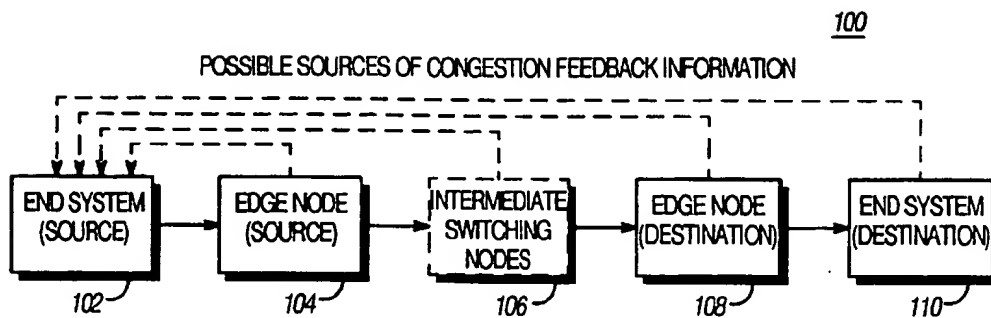 100
POSSIBLE SOURCES OF CONGESTION FEEDBACK INFORMATION
END SYSTEM
(SOURCE)
EDGE NODE
(SOURCE)
INTERMEDIATE
SWITCHING
NODES
EDGE NODE
(DESTINATION)
END SYSTEM
(DESTINATION)
102
104
106
108
110